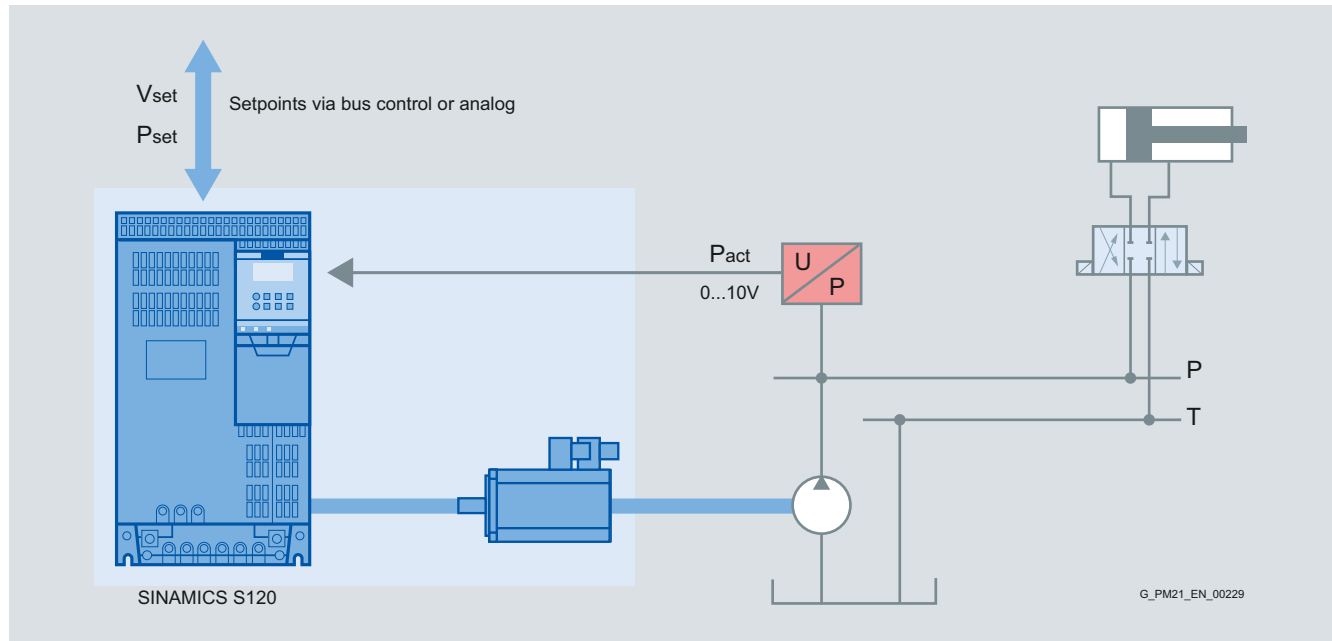 Vset
Setpoints via bus control or analog
Pset
Pact
0...10V
U
P
P
T
SINAMICS S120
G_PM21_EN_00229